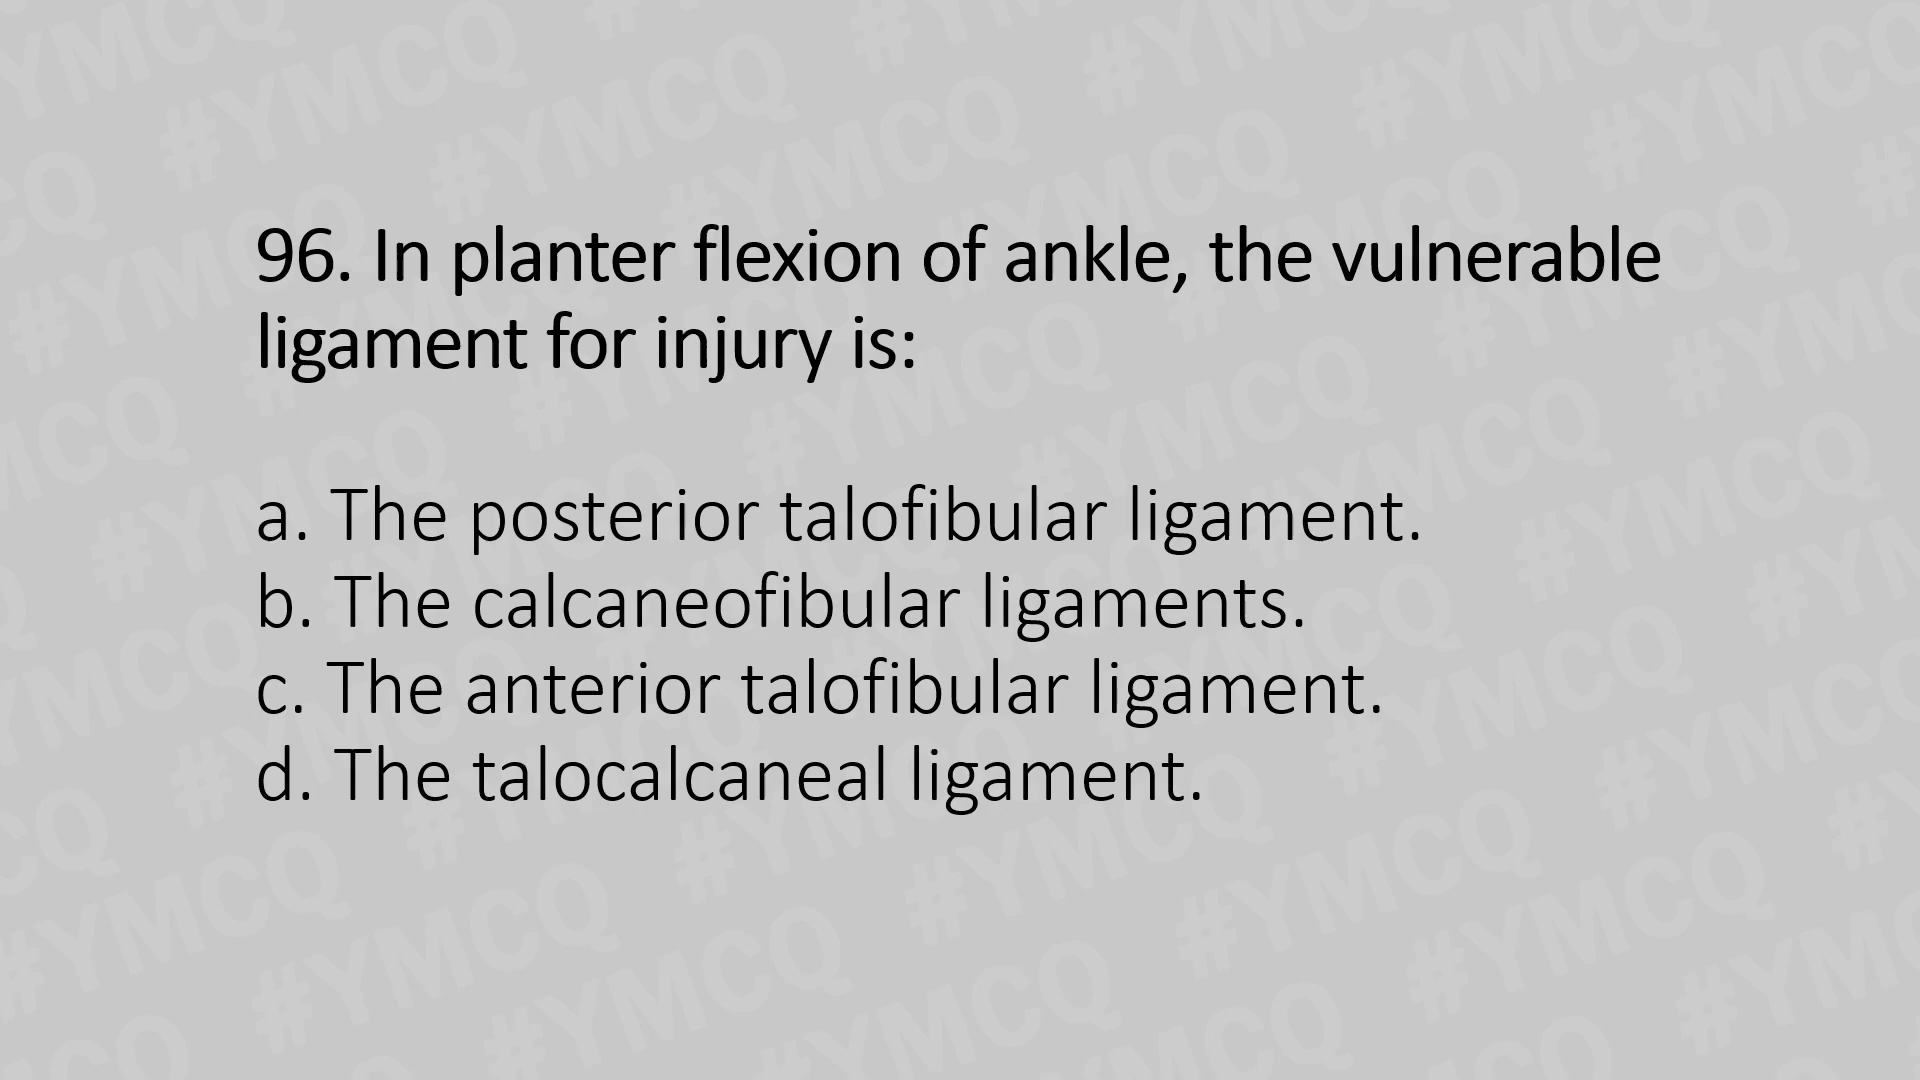 96. In planter flexion of ankle, the vulnerable
ligament for injury is:
a. The posterior talofibular ligament.
b. The calcaneofibular ligaments.
c. The anterior talofibular ligament.
d. The talocalcaneal ligament.
#YMCQ